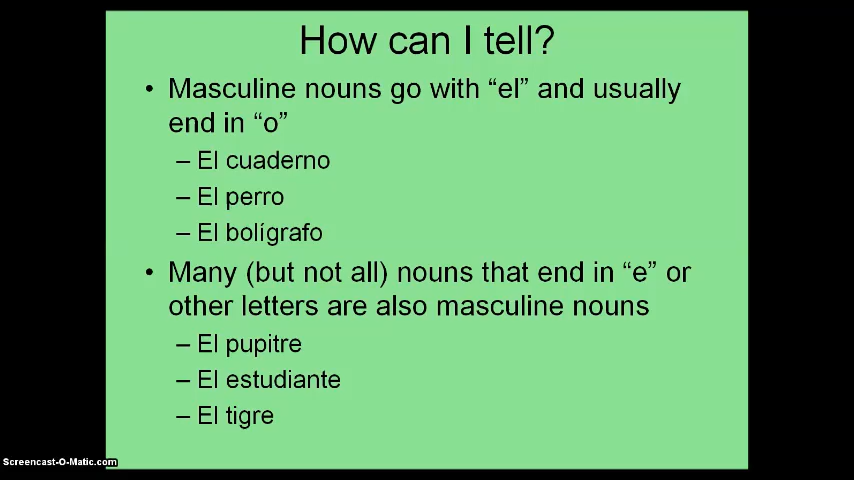 How can I tell?
• Masculine nouns go with “el” and usually
end in “o”
– El cuaderno
– El perro
– El bolígrafo
• Many (but not all) nouns that end in “e” or
other letters are also masculine nouns
– El pupitre
– El estudiante
– El tigre
Screencast-O-Matic.com